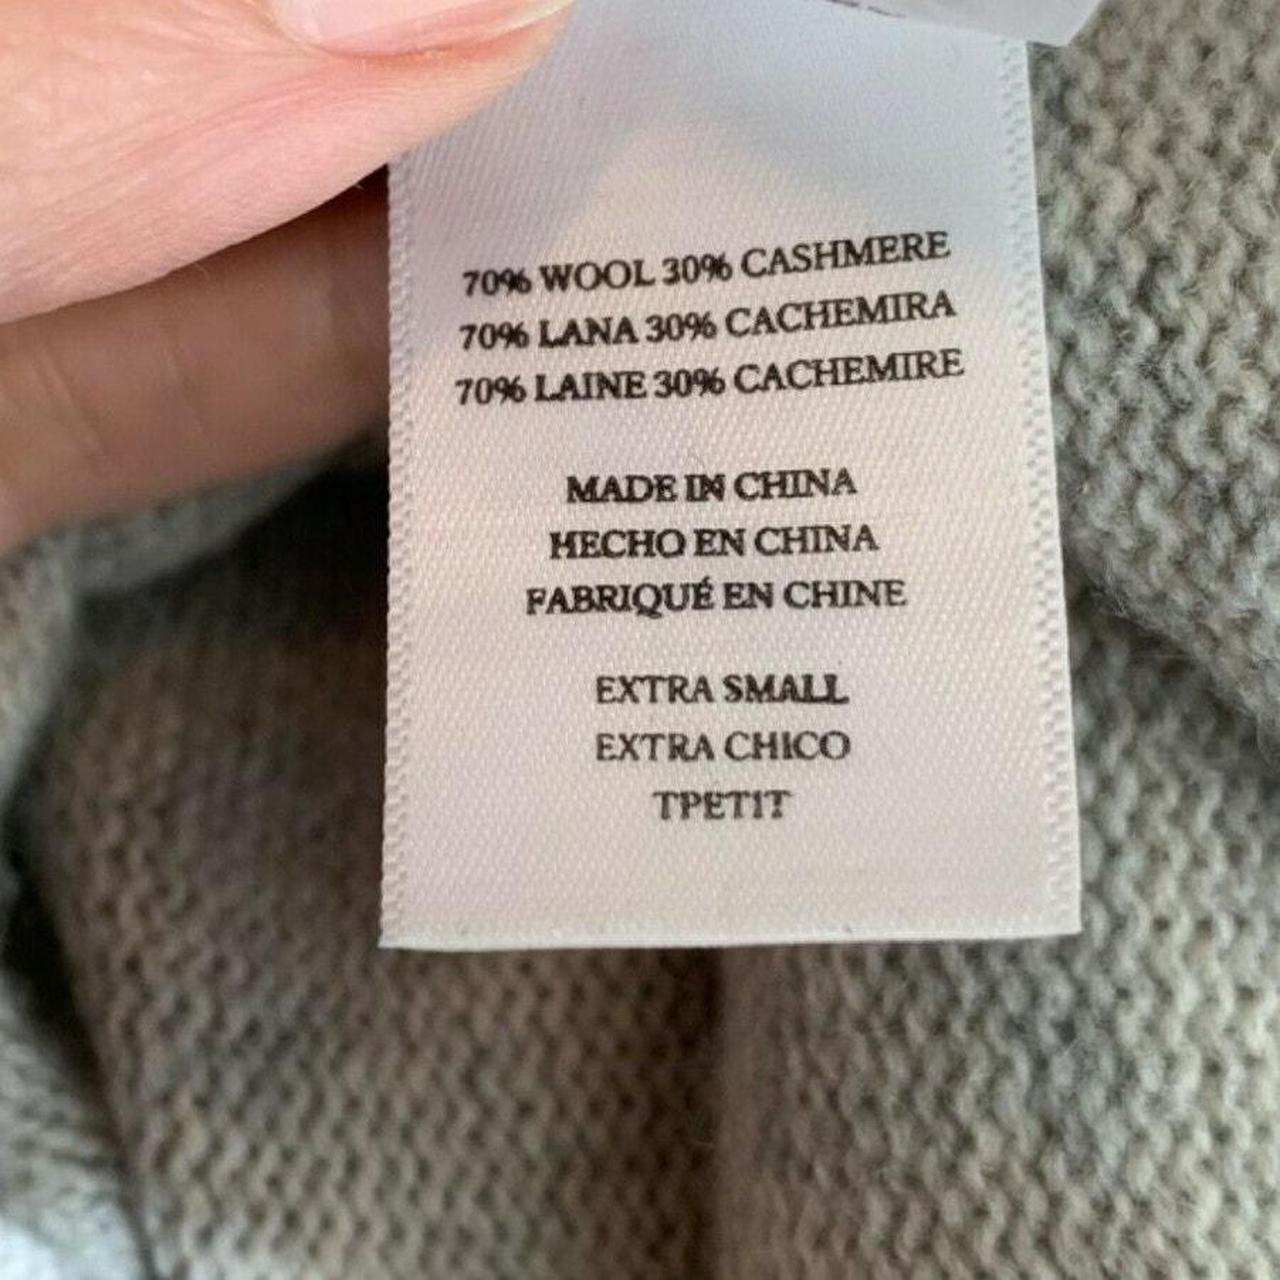 70% WOOL 30% CASHMERE
70% LANA 30% CACHEMIRA
70% LAINE 30% CACHEMIRE
MADE IN CHINA
HECHO EN CHINA
FABRIQUÉ EN CHINE
EXTRA SMALL
EXTRA CHICO
TPETIT